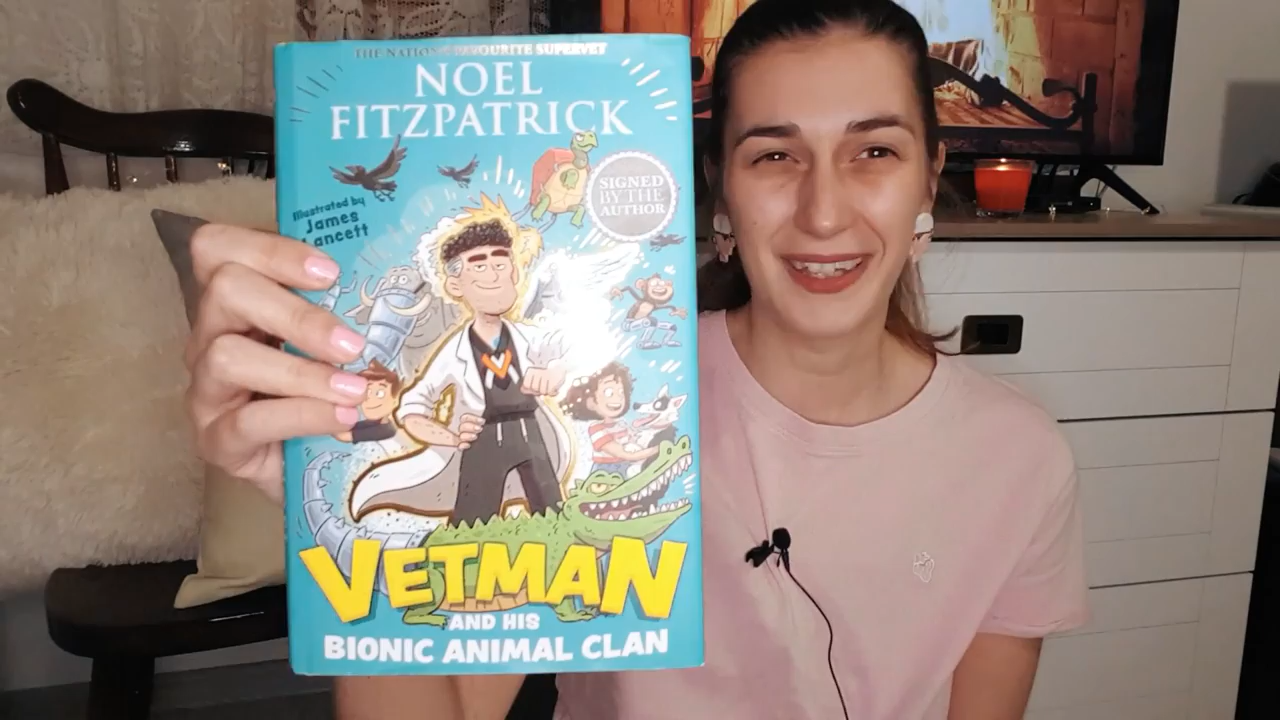 THE NATION'S FAVOURITE SUPERVET
NOEL
FITZPATRICK
SIGNED
BY THE
AUTHOR
Illustrated by
James
Lancett
VETMAN
AND HIS
BIONIC ANIMAL CLAN